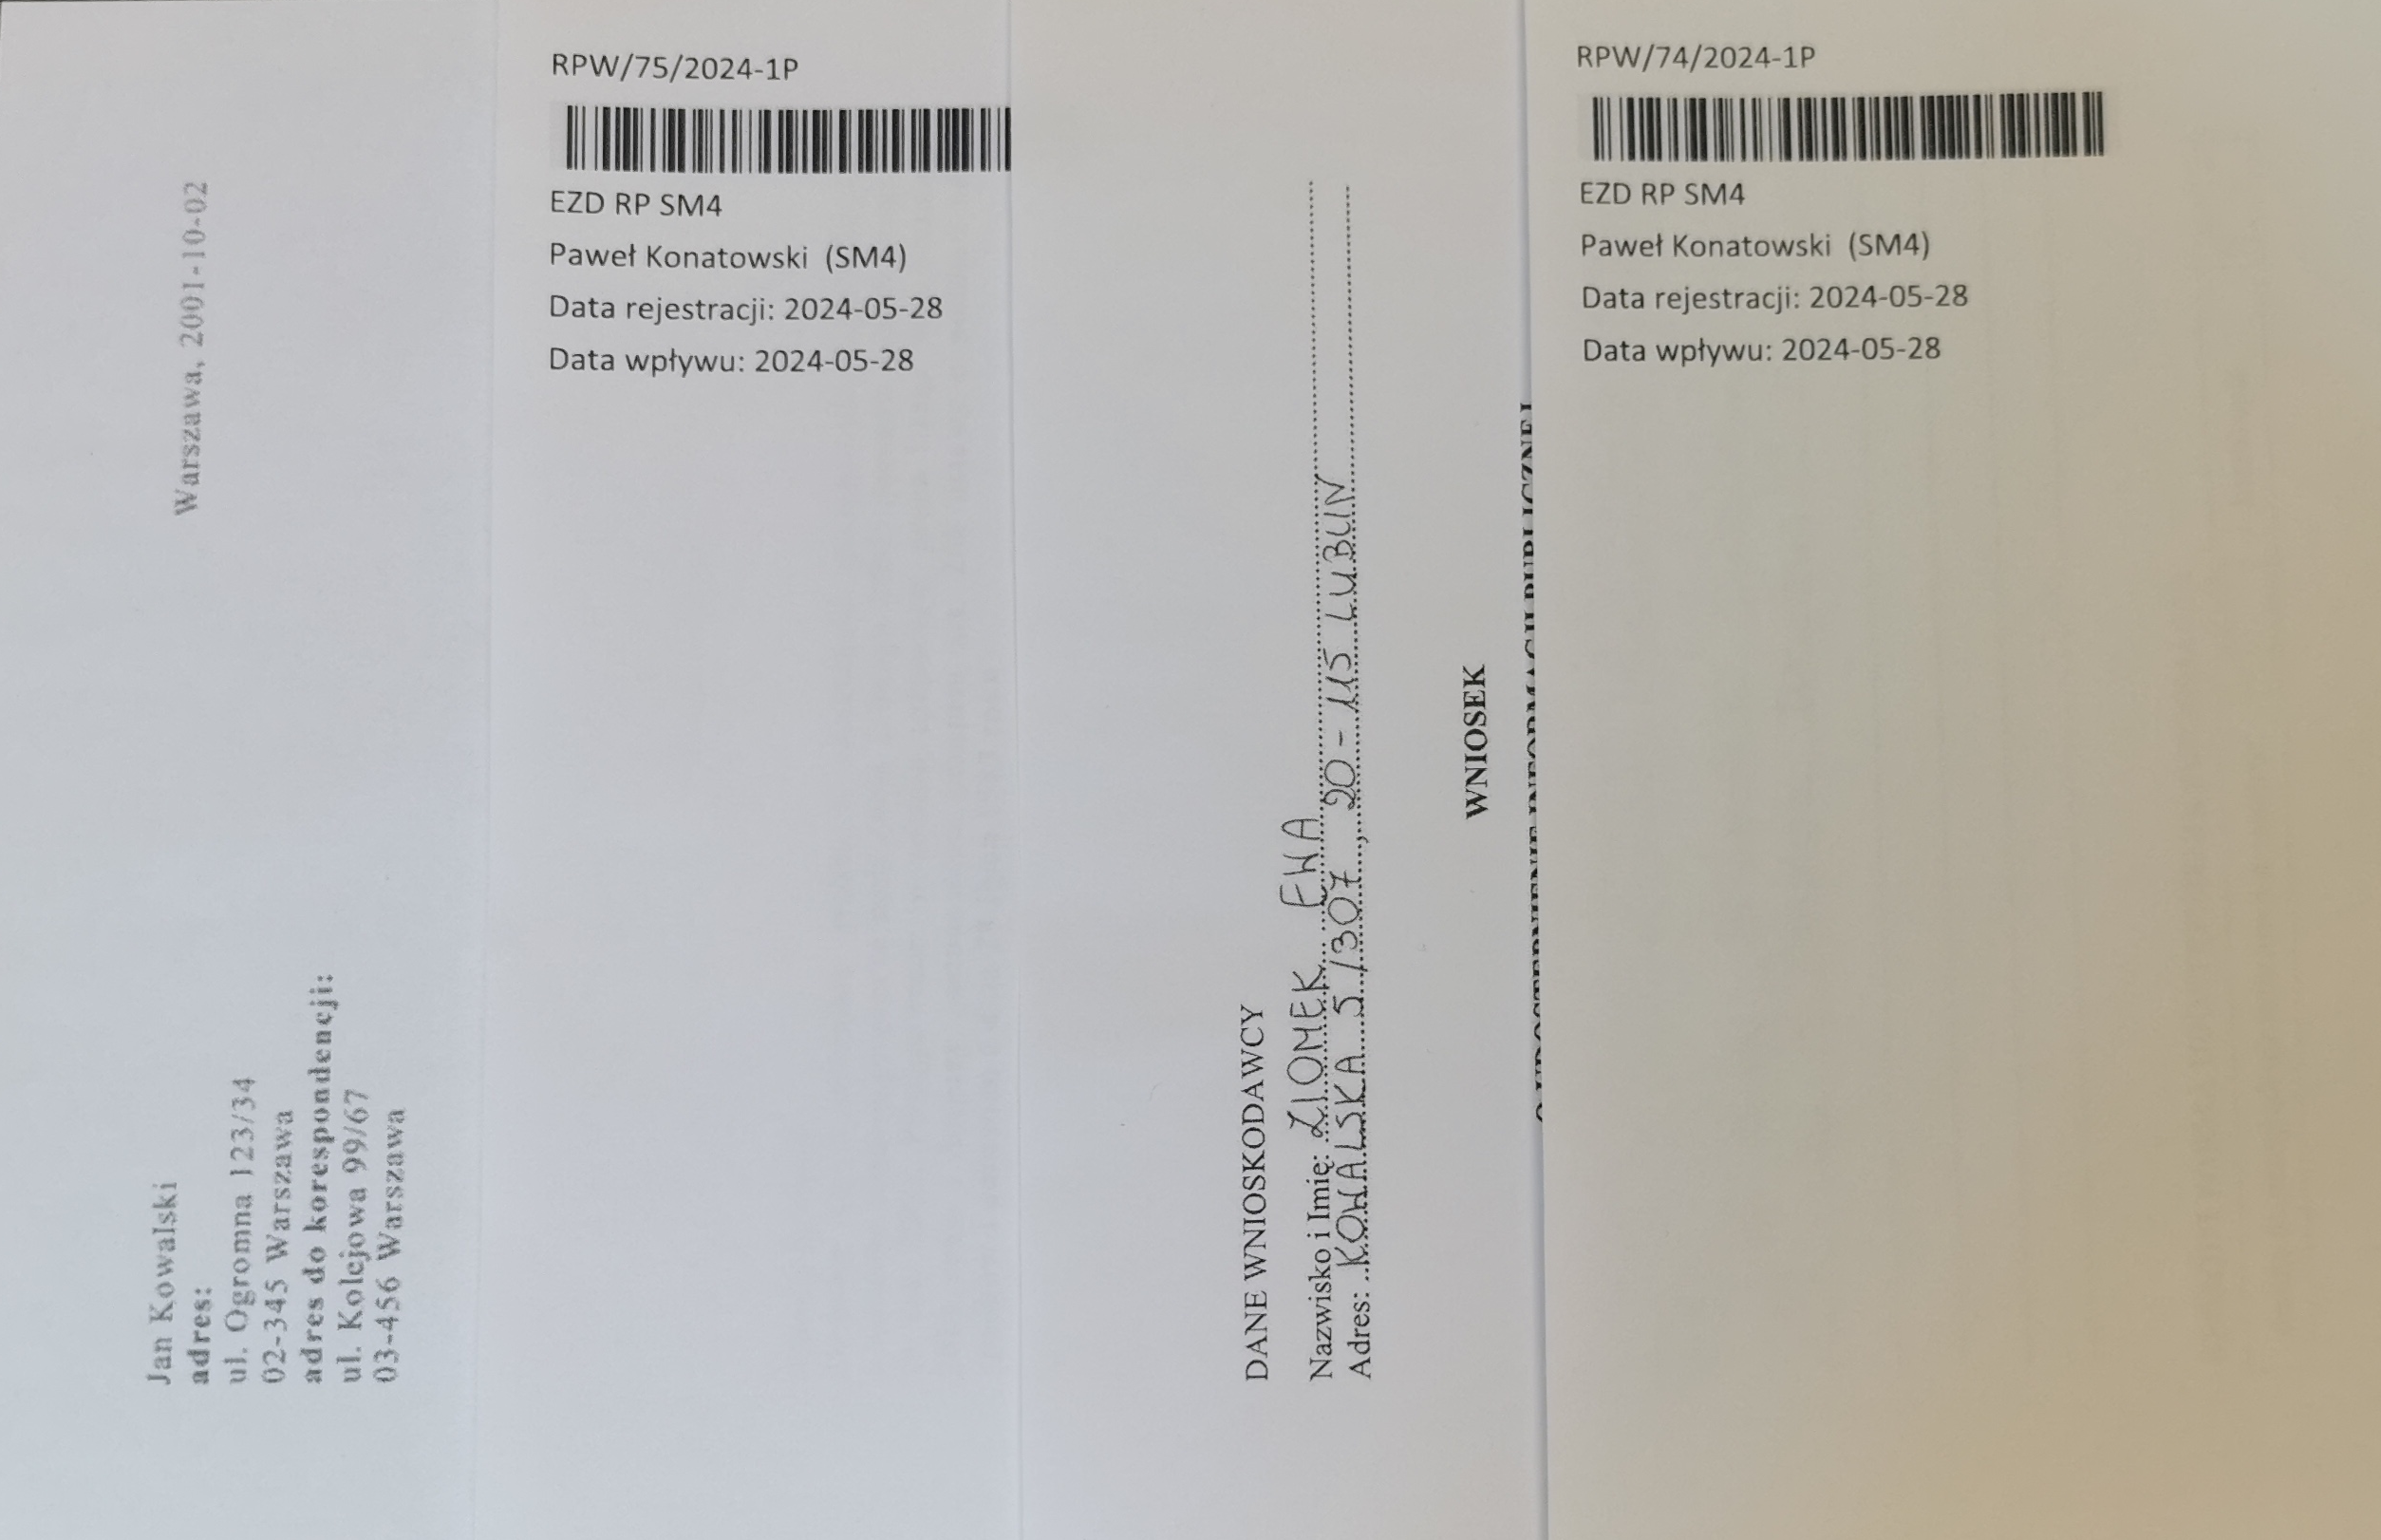 Warszawa, 2001-10-02
Jan Kowalski
adres:
ul. Ogromna 123/34
02-345 Warszawa
adres do korespondencji:
ul. Kolejowa 99/67
03-456 Warszawa
RPW/75/2024-1P
EZD RP SM4
Paweł Konatowski (SM4)
Data rejestracji: 2024-05-28
Data wpływu: 2024-05-28
DANE WNIOSKODAWCY
Nazwisko i Imię: ZIOMEK EWA
Adres: KOWALSKA 5/307, 20-115 LUBLIN
WNIOSEK
O UDOSTĘPNIENIE INFORMACJI PUBLICZNEJ
RPW/74/2024-1P
EZD RP SM4
Paweł Konatowski (SM4)
Data rejestracji: 2024-05-28
Data wpływu: 2024-05-28